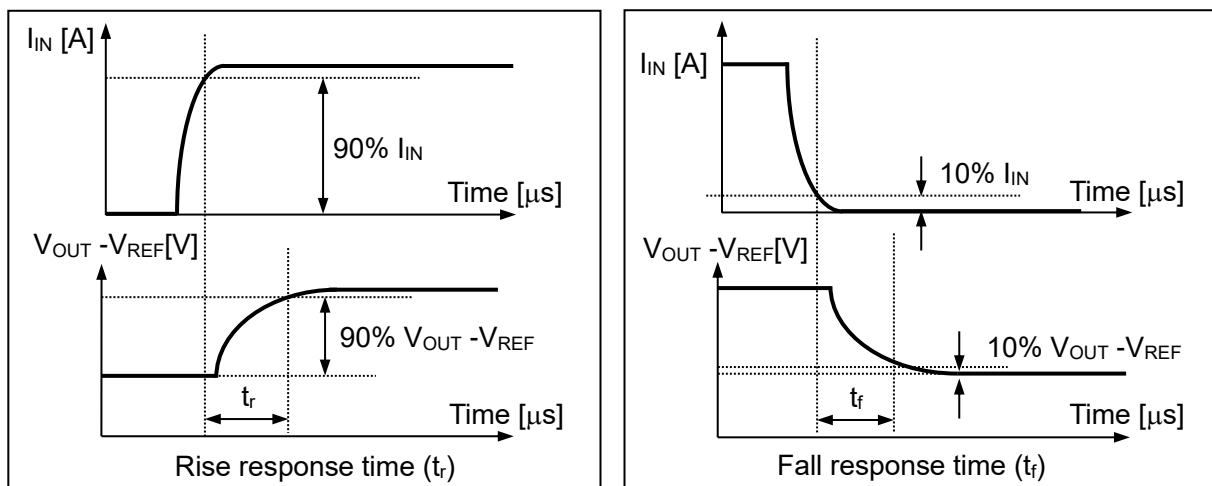 I_IN [A]
90% I_IN
Time [μs]
V_OUT -V_REF[V]
90% V_OUT -V_REF
t_r
Time [μs]
Rise response time (t_r)
I_IN [A]
10% I_IN
Time [μs]
V_OUT -V_REF[V]
10% V_OUT -V_REF
t_f
Time [μs]
Fall response time (t_f)